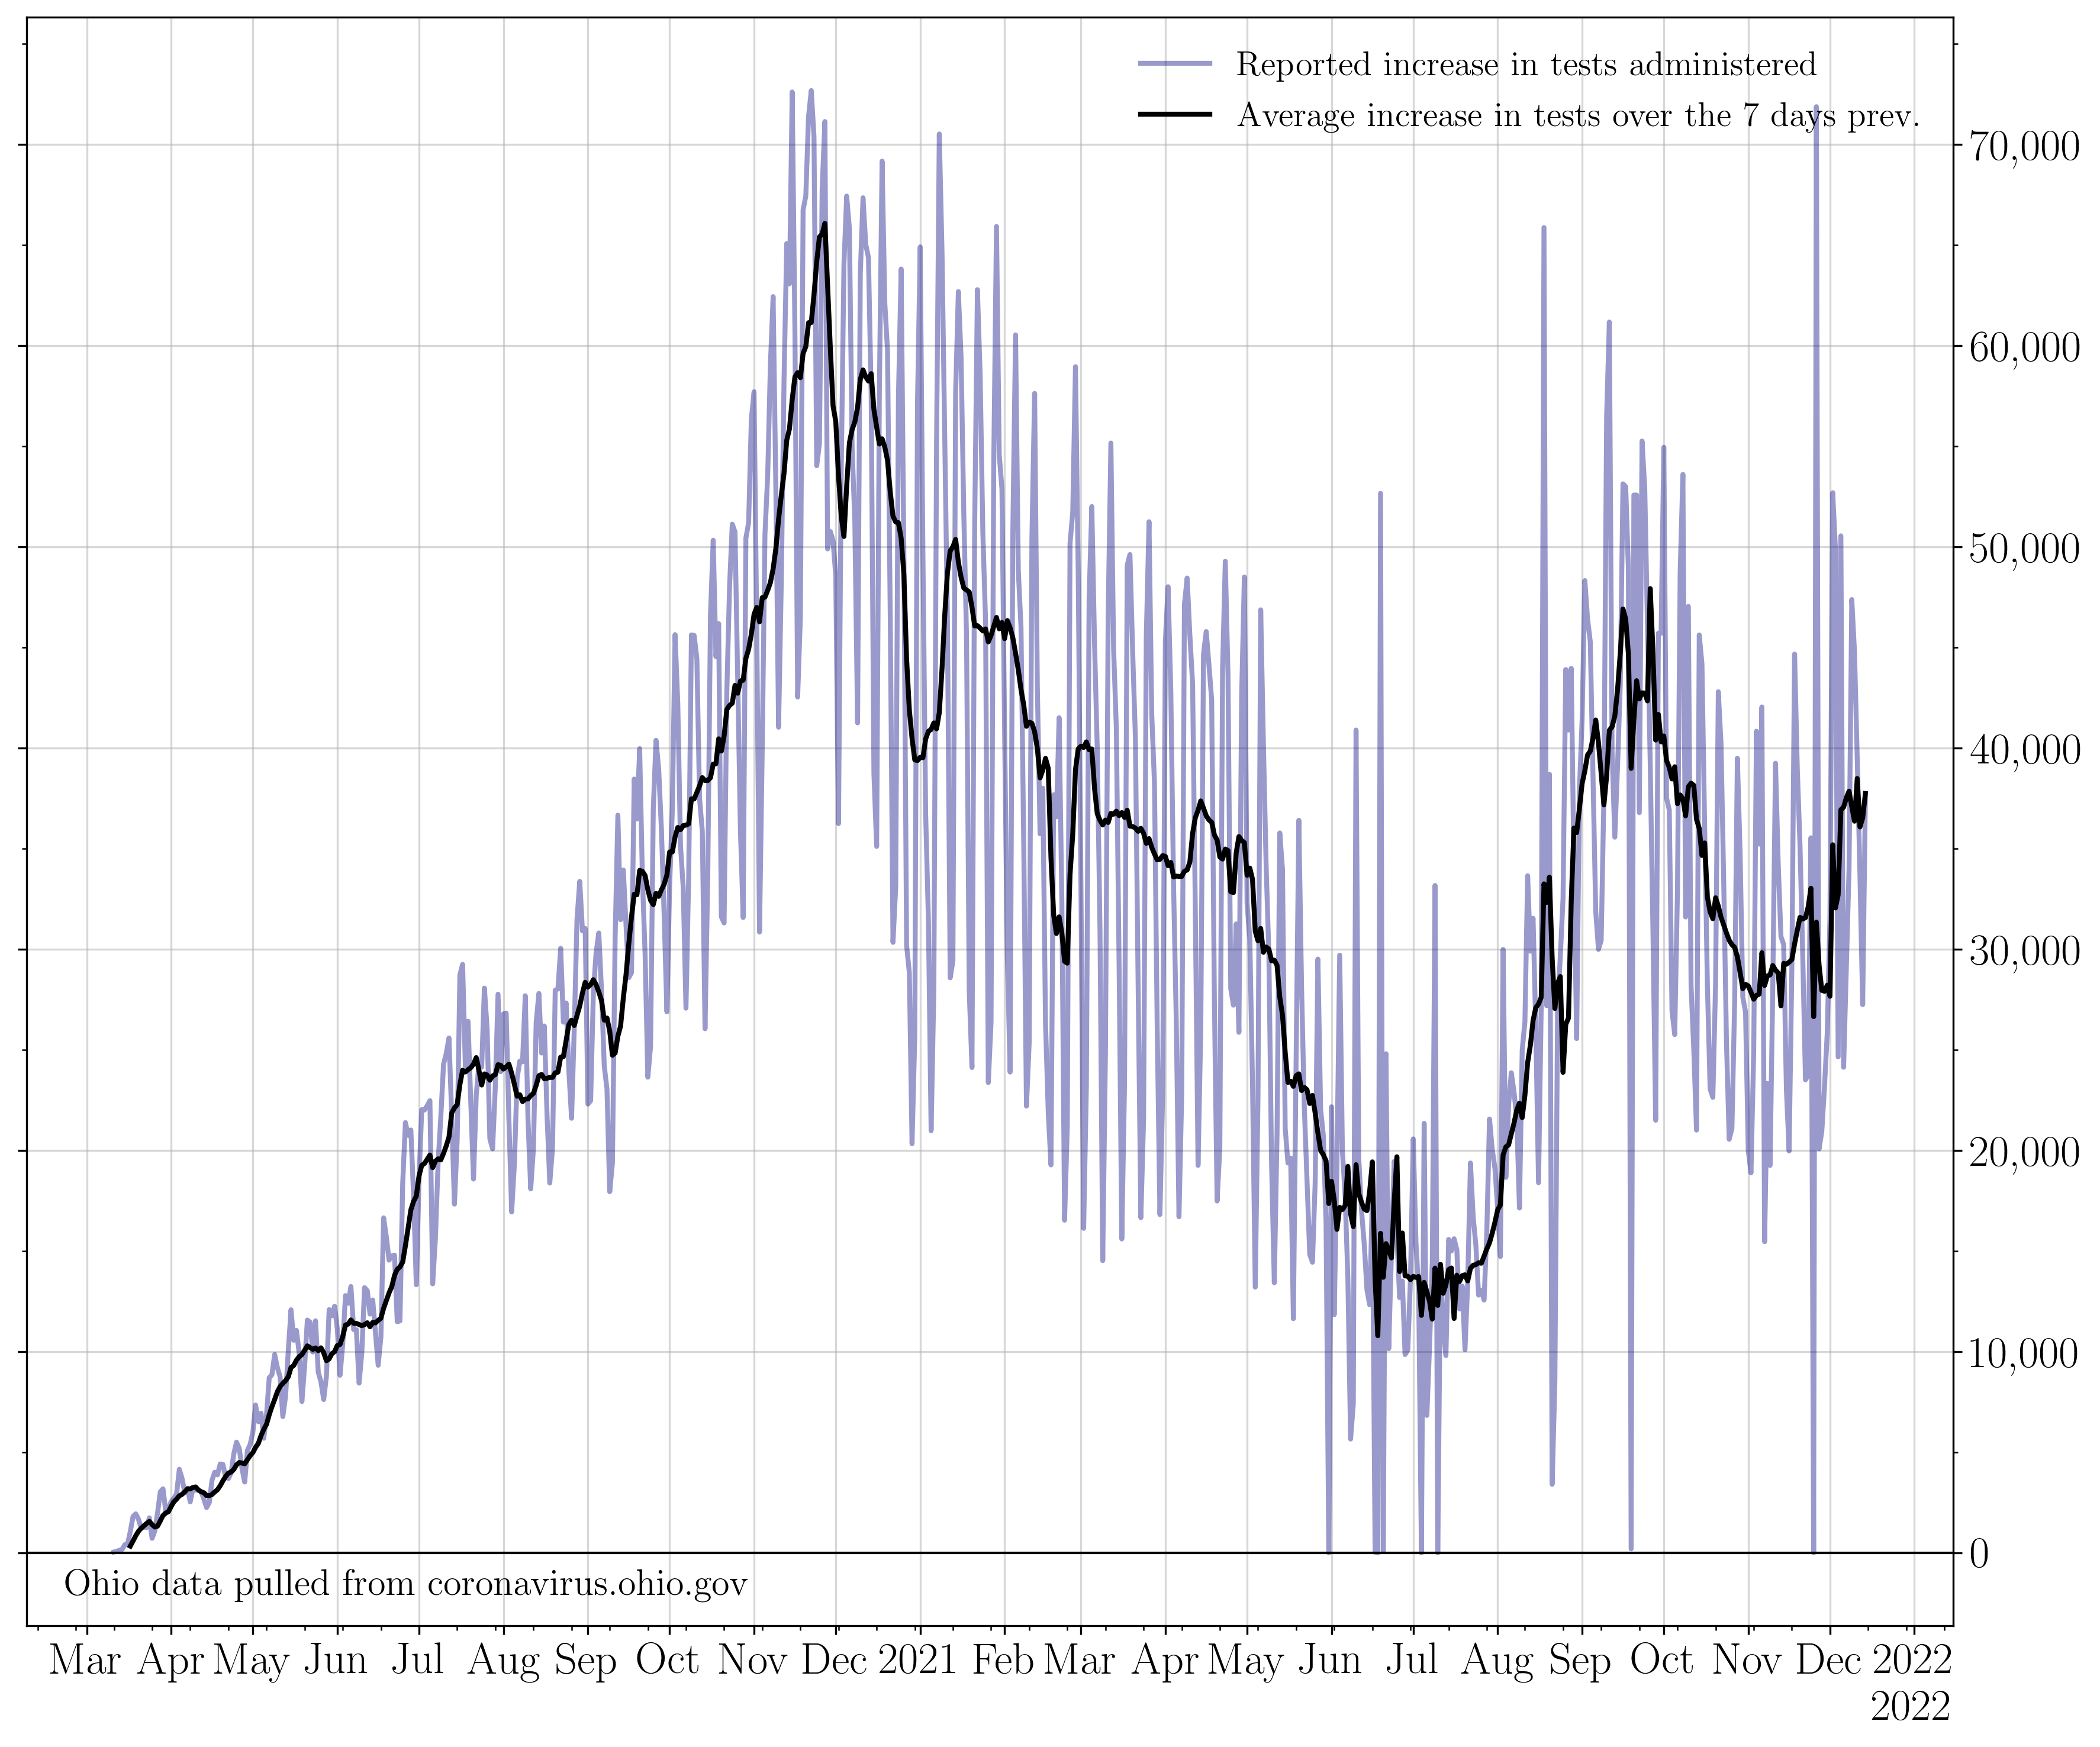 Reported increase in tests administered
Average increase in tests over the 7 days prev.
70,000
60,000
50,000
40,000
30,000
20,000
10,000
0
Ohio data pulled from coronavirus.ohio.gov
Mar Apr May Jun Jul Aug Sep Oct Nov Dec 2021 Feb Mar Apr May Jun Jul Aug Sep Oct Nov Dec 2022
2022